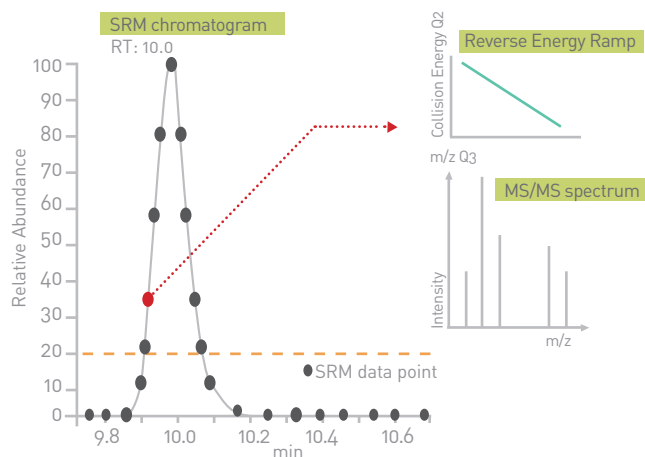 SRM chromatogram
RT: 10.0
Relative Abundance
100
80
80
60
50
40
30
20
10
0
9.8
10.0
10.2
10.4
10.6
min
SRM data point
Reverse Energy Ramp
Collision Energy Q2
m/z Q3
MS/MS spectrum
Intensity
m/z